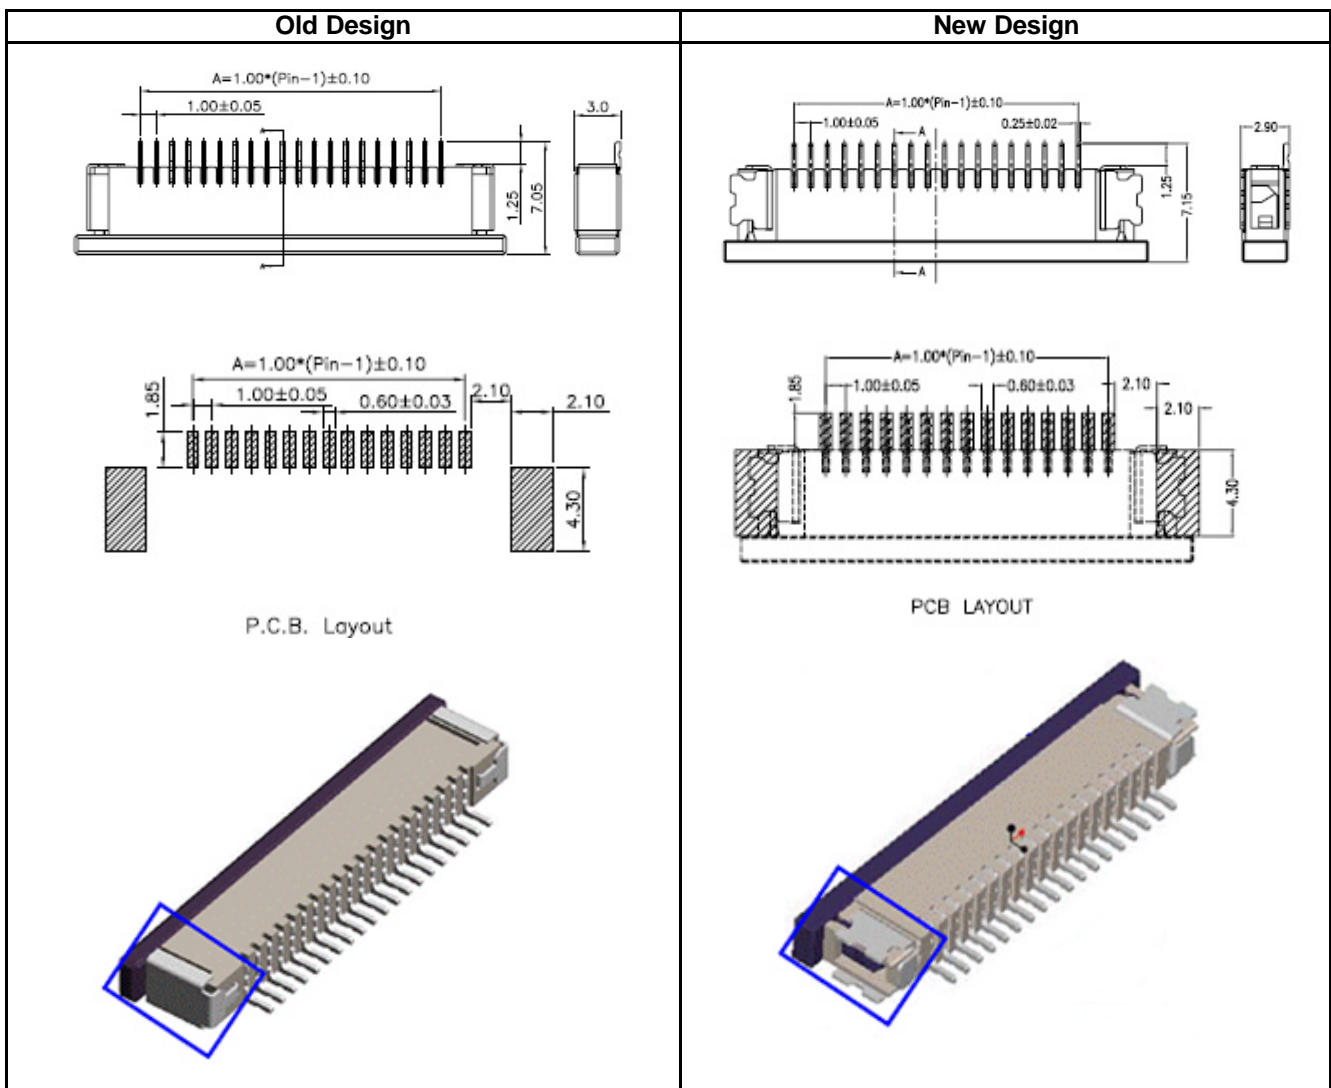 Old Design
New Design
A=1.00*(Pin-1)±0.10
1.00±0.05
3.0
A
A
1.25
7.05
A=1.00*(Pin-1)±0.10
1.00±0.05
A
0.25±0.02
2.90
1.25
7.15
A
A=1.00*(Pin-1)±0.10
1.85
1.00±0.05
0.60±0.03
2.10
2.10
4.30
P.C.B. Layout
A=1.00*(Pin-1)±0.10
1.85
1.00±0.05
0.60±0.03
2.10
2.10
4.30
PCB LAYOUT